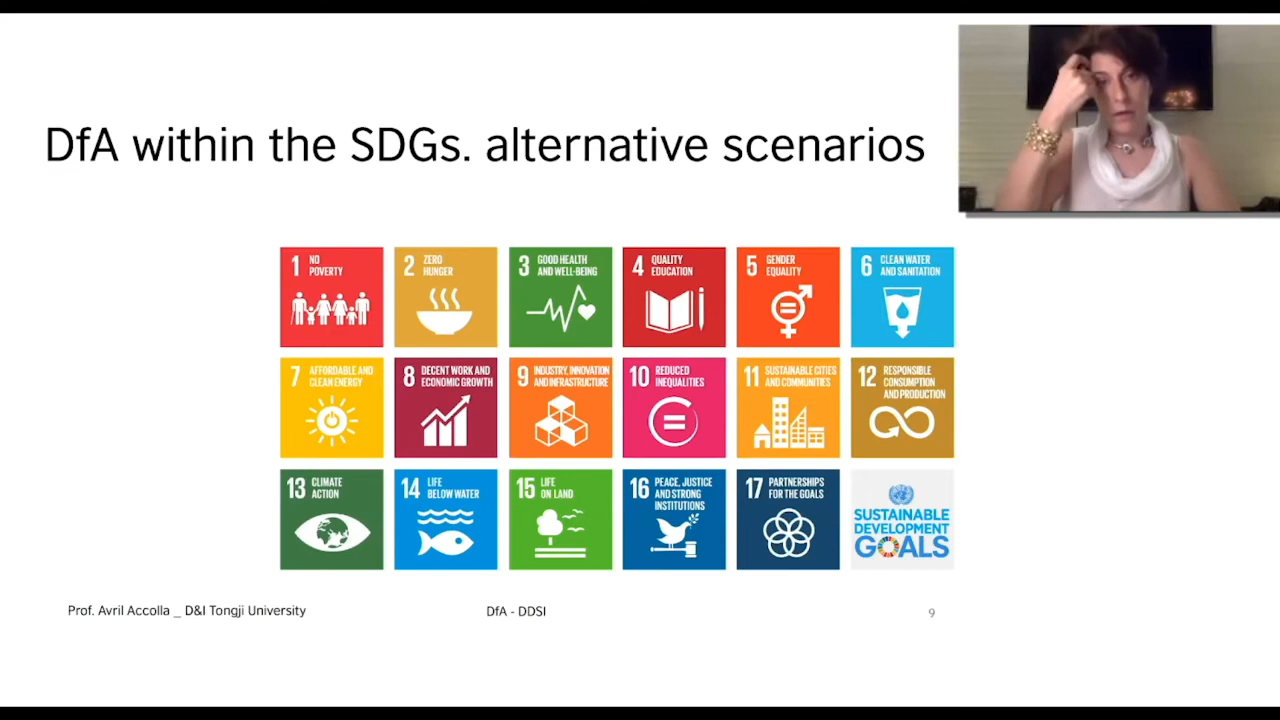 DfA within the SDGs. alternative scenarios
1 NO
POVERTY
2 ZERO
HUNGER
3 GOOD HEALTH
AND WELL-BEING
4 QUALITY
EDUCATION
5 GENDER
EQUALITY
6 CLEAN WATER
AND SANITATION
7 AFFORDABLE AND
CLEAN ENERGY
8 DECENT WORK AND
ECONOMIC GROWTH
9 INDUSTRY, INNOVATION
AND INFRASTRUCTURE
10 REDUCED
INEQUALITIES
11 SUSTAINABLE CITIES
AND COMMUNITIES
12 RESPONSIBLE
CONSUMPTION
AND PRODUCTION
13 CLIMATE
ACTION
14 LIFE
BELOW WATER
15 LIFE
ON LAND
16 PEACE, JUSTICE
AND STRONG
INSTITUTIONS
17 PARTNERSHIPS
FOR THE GOALS
SUSTAINABLE
DEVELOPMENT
GOALS
Prof. Avril Accolla _ D&I Tongji University
DfA - DDSI
9